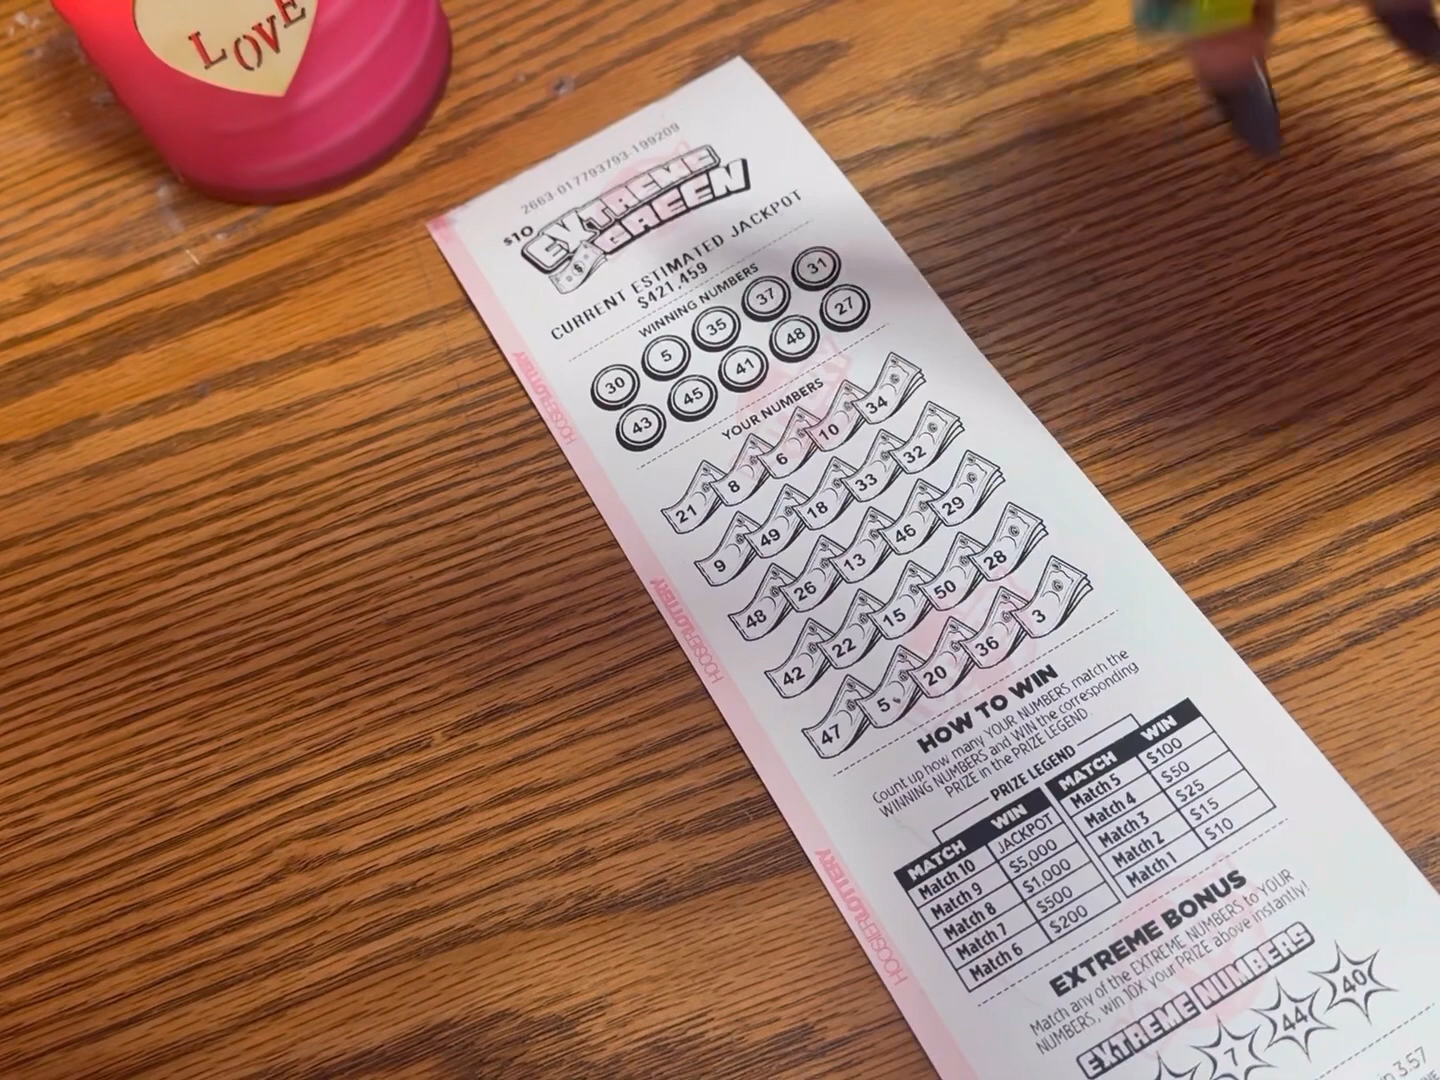 LOVE
2663-017793793-199209
$10 EXTREME GREEN
CURRENT ESTIMATED JACKPOT
$421,459
WINNING NUMBERS
30 5 35 37 31
43 45 41 48 27
YOUR NUMBERS
21 8 6 10 34
9 49 18 33 32
48 26 13 46 29
42 22 15 50 28
47 5 20 36 3
HOW TO WIN
Count up how many YOUR NUMBERS match the
WINNING NUMBERS and WIN the corresponding
PRIZE in the PRIZE LEGEND.
PRIZE LEGEND
MATCH WIN MATCH WIN
Match 10 JACKPOT Match 5 $100
Match 9 $5,000 Match 4 $50
Match 8 $1,000 Match 3 $25
Match 7 $500 Match 2 $15
Match 6 $200 Match 1 $10
EXTREME BONUS
Match any of the EXTREME NUMBERS to YOUR
NUMBERS, win 10X your PRIZE above instantly!
EXTREME NUMBERS
7 44 40
3.57
HOOSIERLOTTERY
HOOSIERLOTTERY
HOOSIERLOTTERY